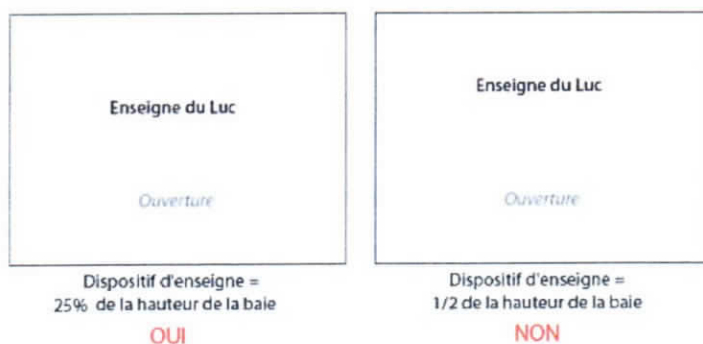 Enseigne du Luc
Ouverture
Dispositif d'enseigne =
25% de la hauteur de la baie
OUI
Enseigne du Luc
Ouverture
Dispositif d'enseigne =
1/2 de la hauteur de la baie
NON